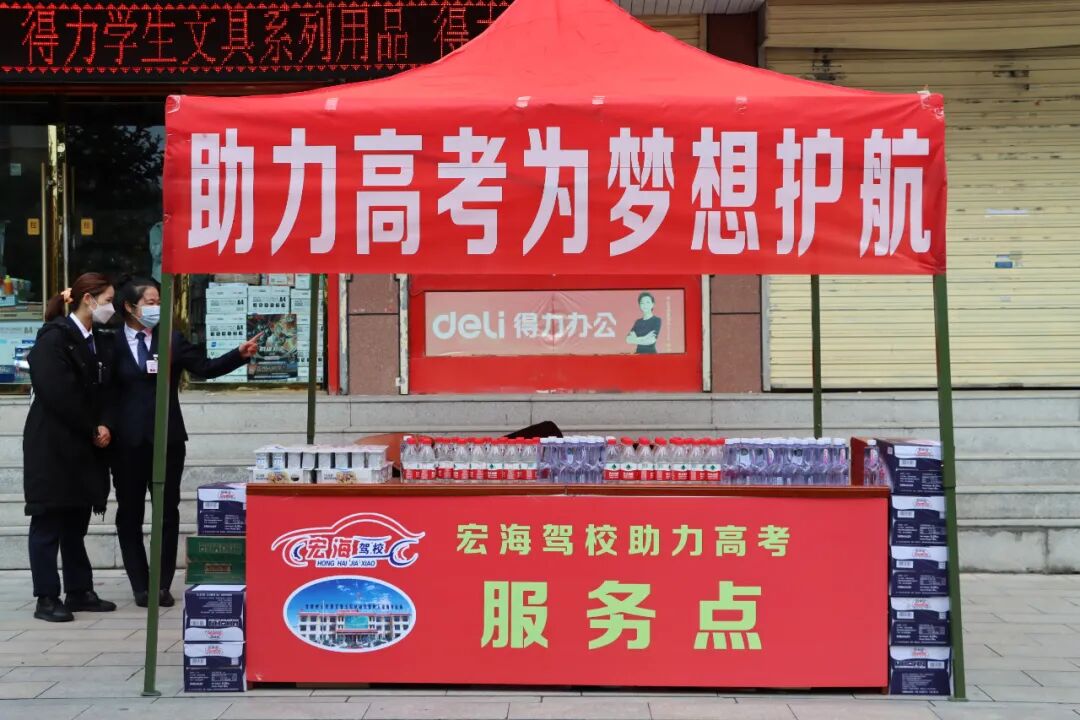 得力学生文具系列用品 得
助力高考为梦想护航
deli 得力办公
宏海驾校助力高考
宏海驾校
HONG HAI JIA XIAO
服务点